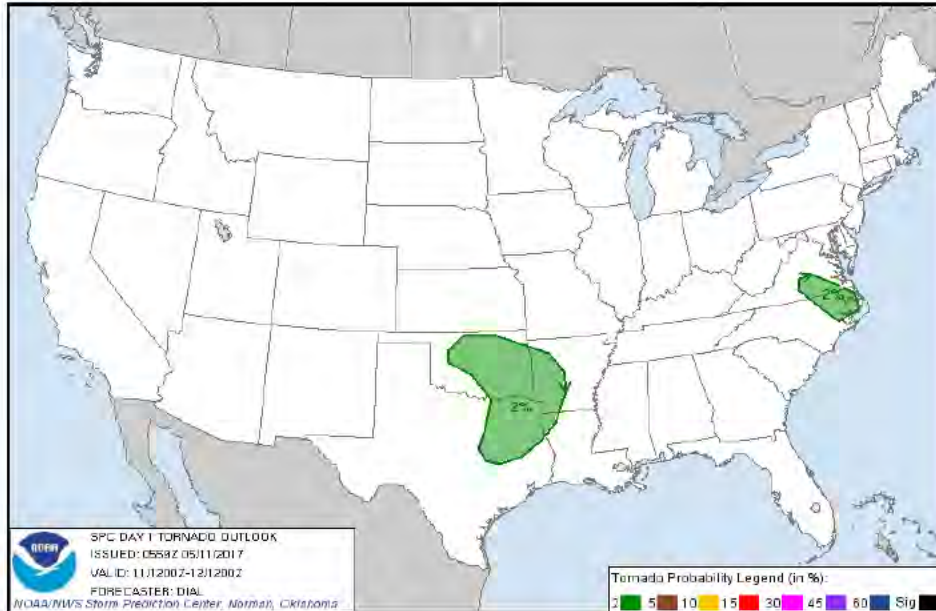 2%
2%
NOAA
SPC DAY 1 TORNADO OUTLOOK
ISSUED: 0559Z 05/11/2017
VALID: 11/1200Z-12/1200Z
FORECASTER: DIAL
NOAA/NWS Storm Prediction Center, Norman, Oklahoma
Tornado Probability Legend (in %):
2 5 10 15 30 45 60 Sig